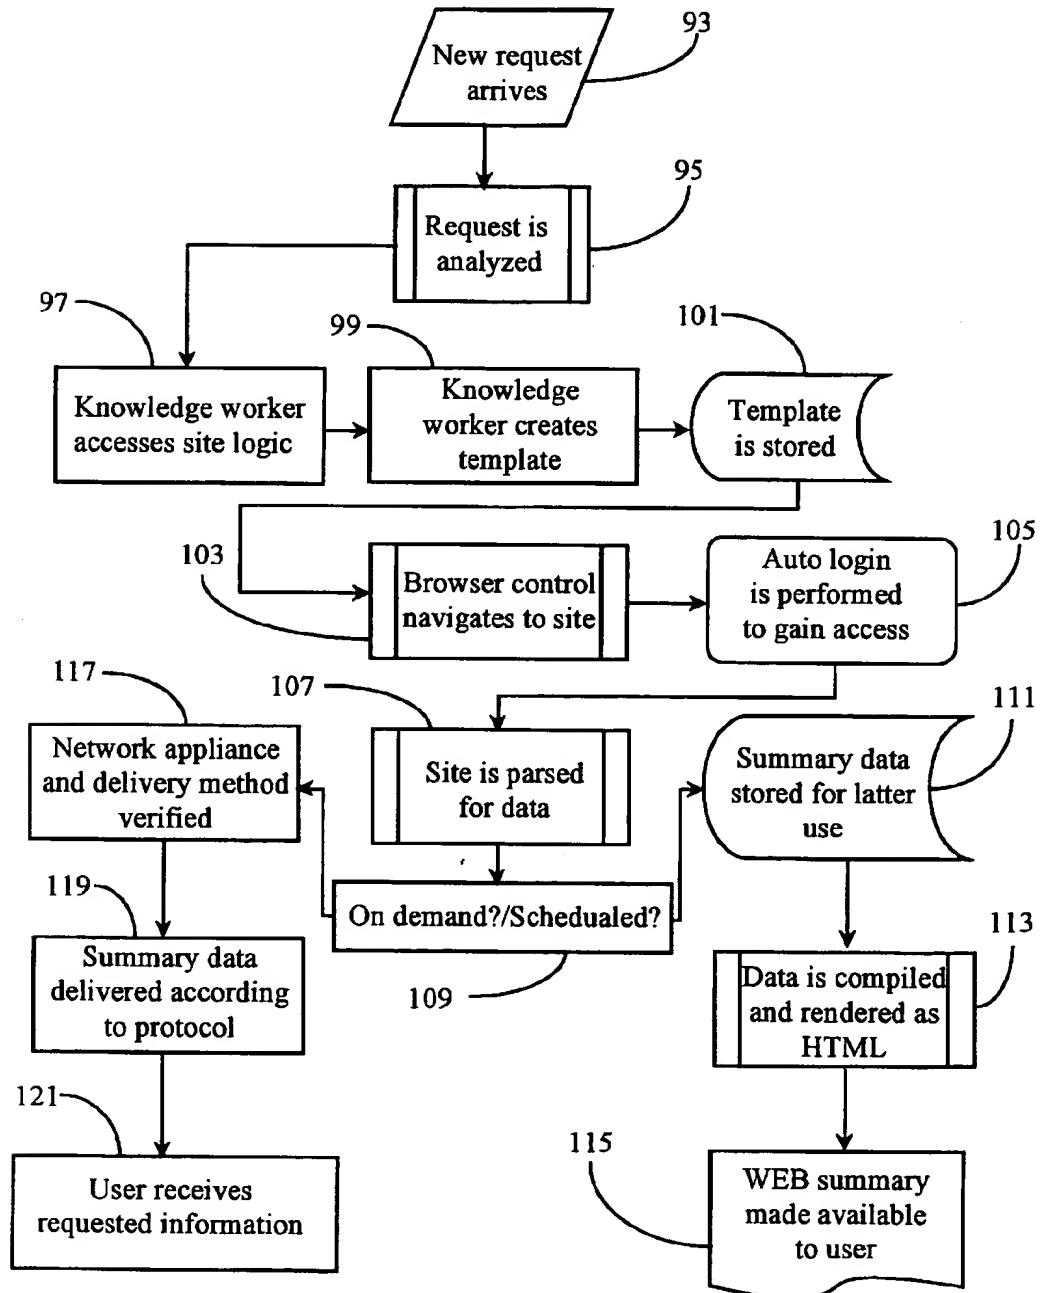 93
New request
arrives
95
Request is
analyzed
97
Knowledge worker
accesses site logic
99
Knowledge
worker creates
template
101
Template
is stored
103
Browser control
navigates to site
105
Auto login
is performed
to gain access
107
Site is parsed
for data
109
On demand?/Schedualed?
111
Summary data
stored for latter
use
113
Data is compiled
and rendered as
HTML
115
WEB summary
made available
to user
117
Network appliance
and delivery method
verified
119
Summary data
delivered according
to protocol
121
User receives
requested information